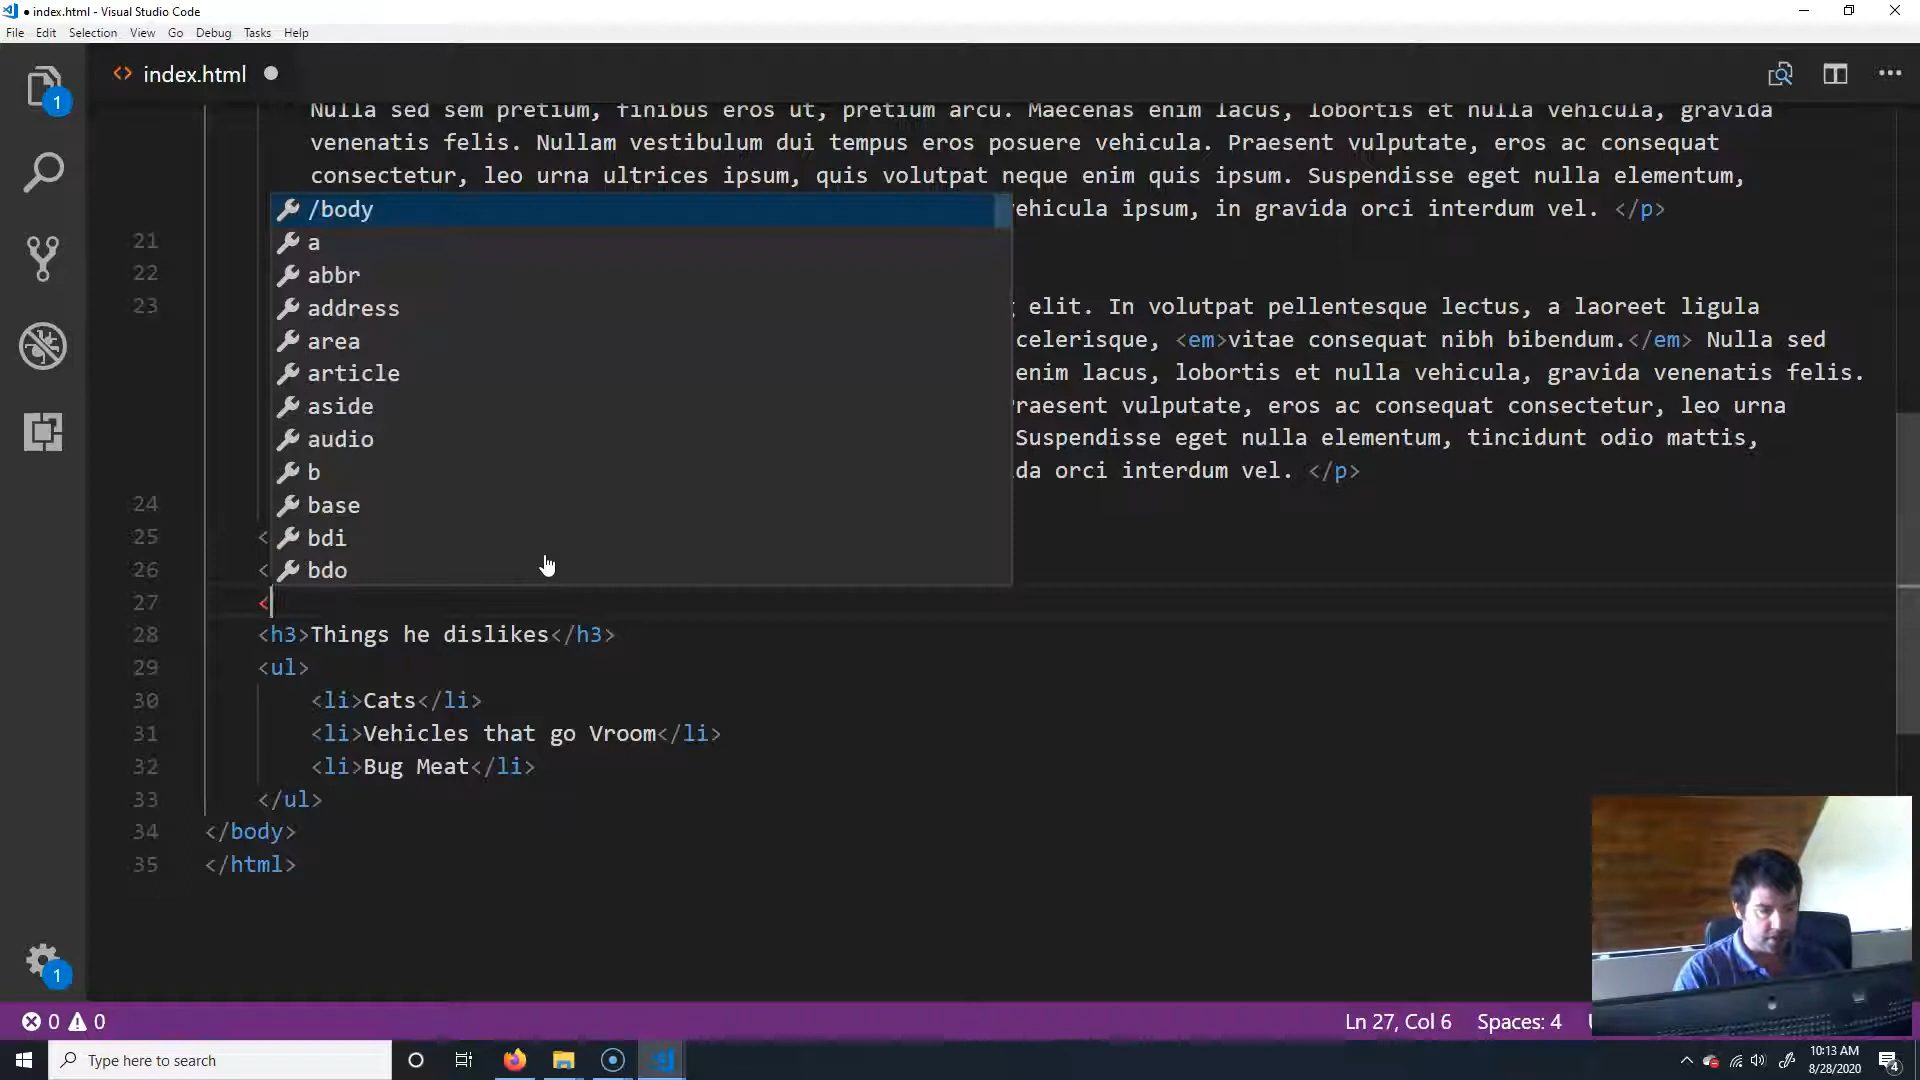 index.html - Visual Studio Code
File Edit Selection View Go Debug Tasks Help
1
index.html
Nulla sed sem pretium, finibus eros ut, pretium arcu. Maecenas enim lacus, lobortis et nulla vehicula, gravida
venenatis felis. Nullam vestibulum dui tempus eros posuere vehicula. Praesent vulputate, eros ac consequat
consectetur, leo urna ultrices ipsum, quis volutpat neque enim quis ipsum. Suspendisse eget nulla elementum,
/body
ehicula ipsum, in gravida orci interdum vel. </p>
21
a
22
abbr
23
address
elit. In volutpat pellentesque lectus, a laoreet ligula
area
celerisque, <em>vitae consequat nibh bibendum.</em> Nulla sed
article
enim lacus, lobortis et nulla vehicula, gravida venenatis felis.
aside
raesent vulputate, eros ac consequat consectetur, leo urna
audio
Suspendisse eget nulla elementum, tincidunt odio mattis,
b
da orci interdum vel. </p>
24
base
25 <
bdi
26 <
bdo
27 <
28 <h3>Things he dislikes</h3>
29 <ul>
30 <li>Cats</li>
31 <li>Vehicles that go Vroom</li>
32 <li>Bug Meat</li>
33 </ul>
34 </body>
35 </html>
1
0 0
Ln 27, Col 6 Spaces: 4
Type here to search
10:13 AM
8/28/2020
4